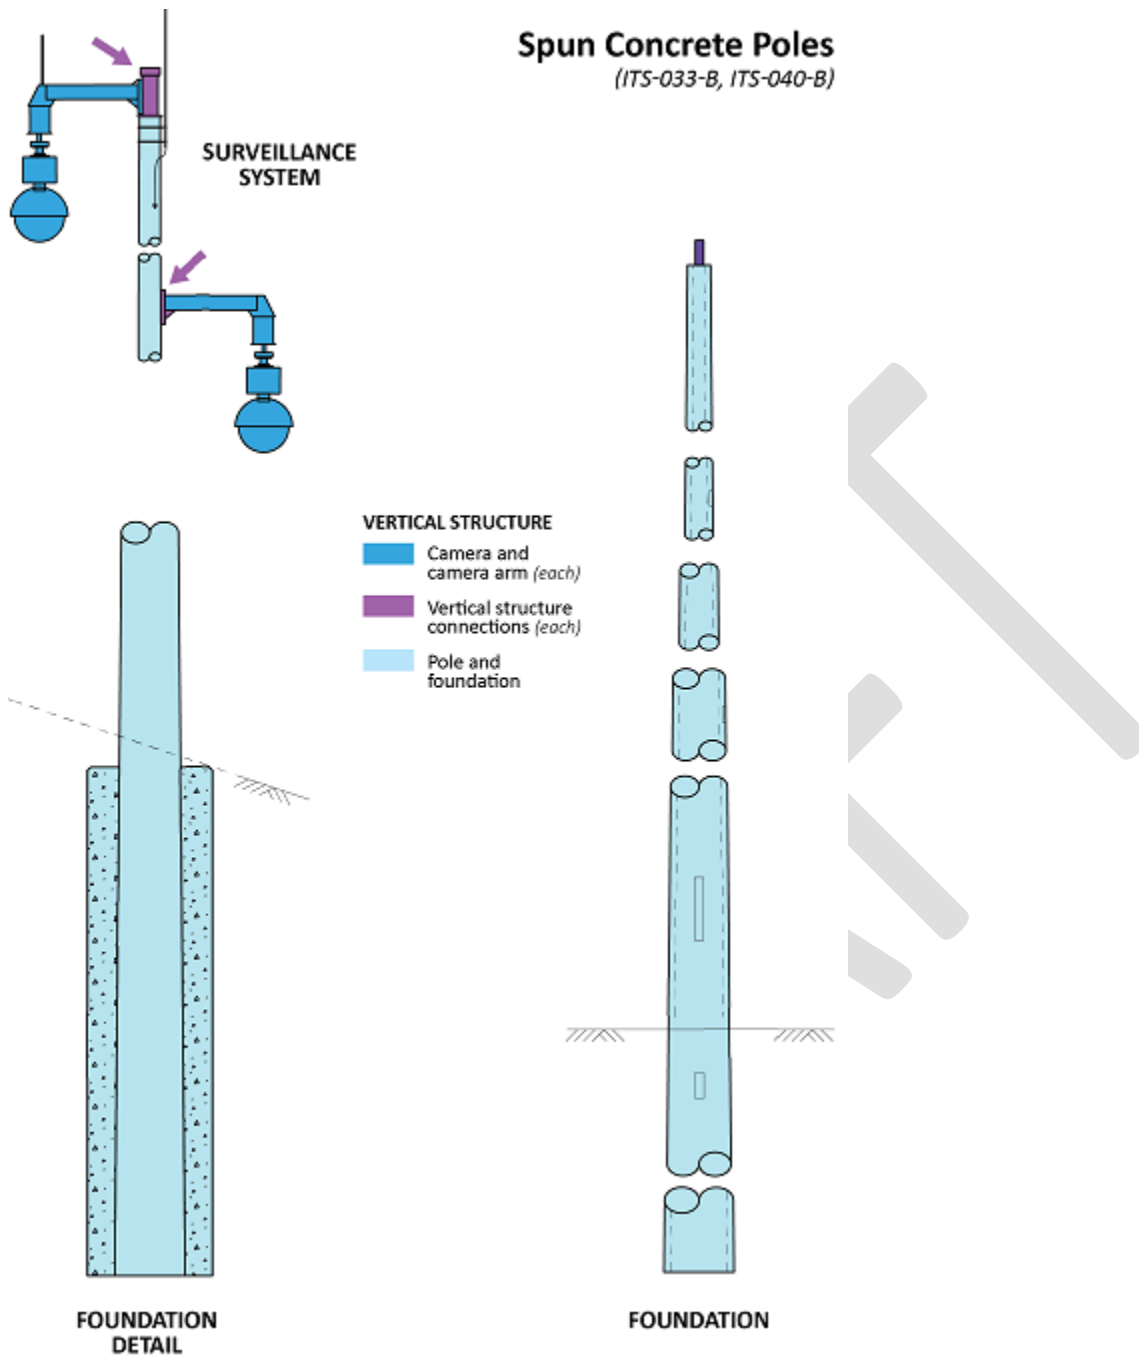 Spun Concrete Poles
(ITS-033-B, ITS-040-B)
SURVEILLANCE
SYSTEM
VERTICAL STRUCTURE
Camera and
camera arm (each)
Vertical structure
connections (each)
Pole and
foundation
FOUNDATION
DETAIL
FOUNDATION